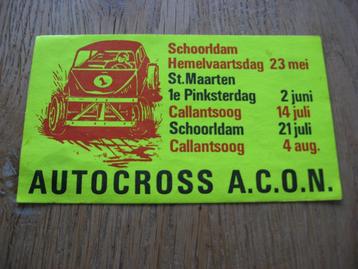 Schoorldam
Hemelvaartsdag 23 mei
St. Maarten
1e Pinksterdag 2 juni
Callantsoog 14 juli
Schoorldam 21 juli
Callantsoog 4 aug.
1
AUTOCROSS A.C.O.N.